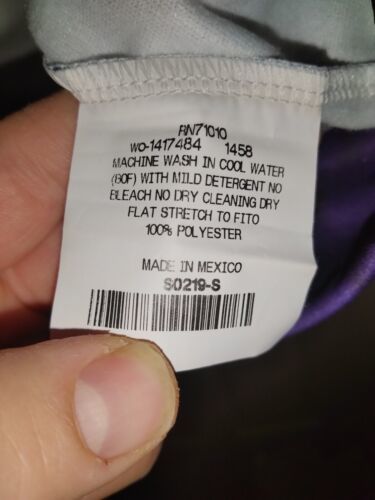 RN71010
WO-1417484 1458
MACHINE WASH IN COOL WATER
(80F) WITH MILD DETERGENT NO
BLEACH NO DRY CLEANING DRY
FLAT STRETCH TO FITO
100% POLYESTER
MADE IN MEXICO
S0219-S